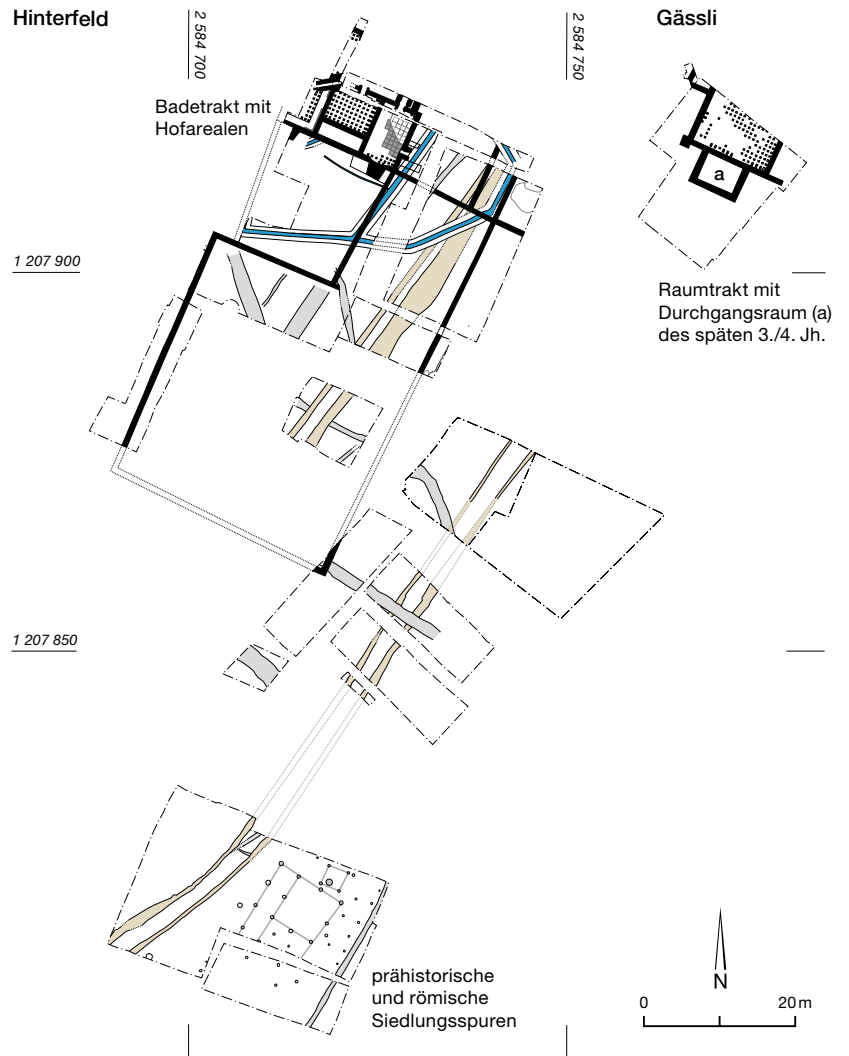 Hinterfeld
2 584 700
2 584 750
Gässli
Badetrakt mit
Hofarealen
a
1 207 900
Raumtrakt mit
Durchgangsraum (a)
des späten 3./4. Jh.
1 207 850
prähistorische
und römische
Siedlungsspuren
N
0
20 m